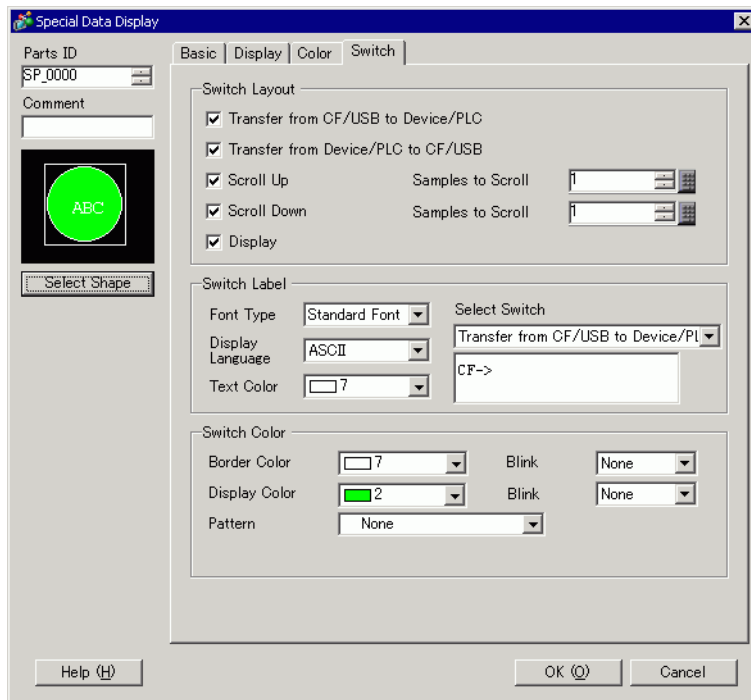 Special Data Display
Parts ID
SP_0000
Comment
ABC
Select Shape
Basic Display Color Switch
Switch Layout
Transfer from CF/USB to Device/PLC
Transfer from Device/PLC to CF/USB
Scroll Up Samples to Scroll 1
Scroll Down Samples to Scroll 1
Display
Switch Label
Font Type Standard Font
Display Language ASCII
Text Color 7
Select Switch
Transfer from CF/USB to Device/PL
CF->
Switch Color
Border Color 7 Blink None
Display Color 2 Blink None
Pattern None
Help (H) OK (O) Cancel